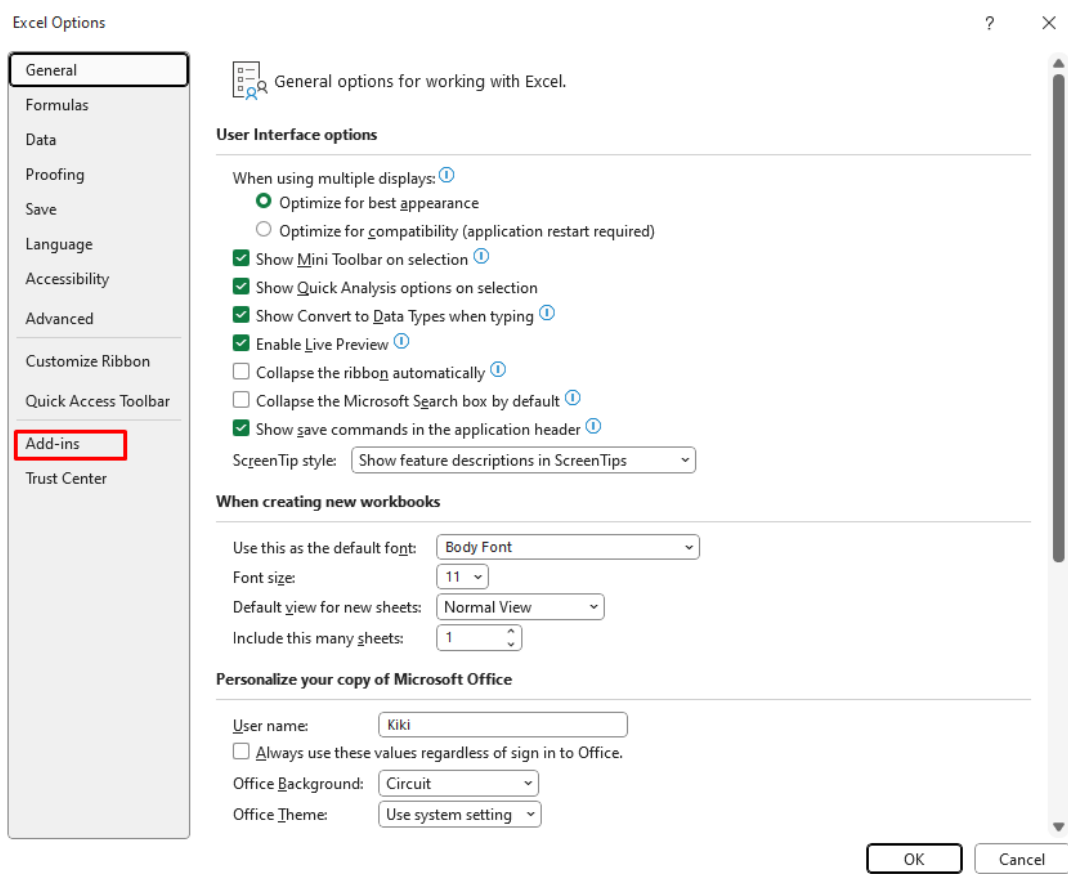 Excel Options
?
General
Formulas
Data
Proofing
Save
Language
Accessibility
Advanced
Customize Ribbon
Quick Access Toolbar
Add-ins
Trust Center
General options for working with Excel.
User Interface options
When using multiple displays:
Optimize for best appearance
Optimize for compatibility (application restart required)
Show Mini Toolbar on selection
Show Quick Analysis options on selection
Show Convert to Data Types when typing
Enable Live Preview
Collapse the ribbon automatically
Collapse the Microsoft Search box by default
Show save commands in the application header
ScreenTip style: Show feature descriptions in ScreenTips
When creating new workbooks
Use this as the default font: Body Font
Font size: 11
Default view for new sheets: Normal View
Include this many sheets: 1
Personalize your copy of Microsoft Office
User name: Kiki
Always use these values regardless of sign in to Office.
Office Background: Circuit
Office Theme: Use system setting
OK Cancel